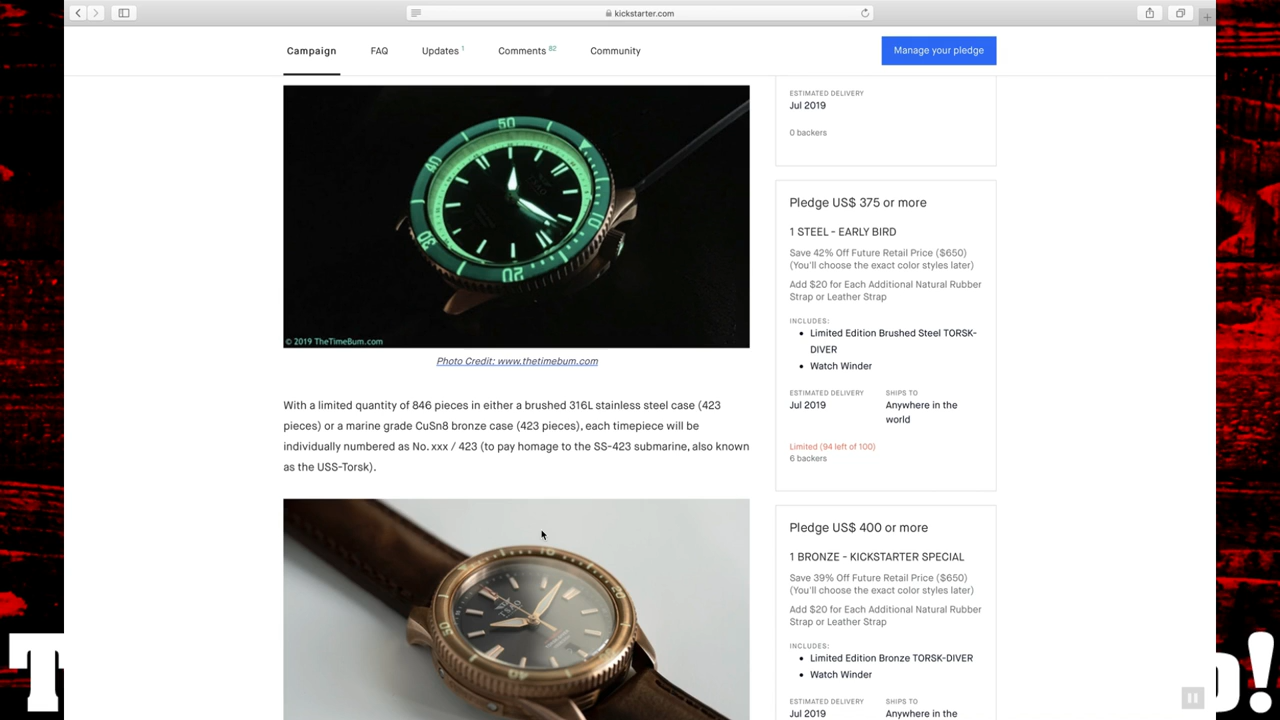 kickstarter.com
Campaign
FAQ
Updates 1
Comments 82
Community
Manage your pledge
50
40
30
20
10
© 2019 TheTimeBum.com
Photo Credit: www.thetimebum.com
With a limited quantity of 846 pieces in either a brushed 316L stainless steel case (423
pieces) or a marine grade CuSn8 bronze case (423 pieces), each timepiece will be
individually numbered as No. xxx / 423 (to pay homage to the SS-423 submarine, also known
as the USS-Torsk).
10
20
50
40
ESTIMATED DELIVERY
Jul 2019
0 backers
Pledge US$ 375 or more
1 STEEL - EARLY BIRD
Save 42% Off Future Retail Price ($650)
(You'll choose the exact color styles later)
Add $20 for Each Additional Natural Rubber
Strap or Leather Strap
INCLUDES:
• Limited Edition Brushed Steel TORSK-
DIVER
• Watch Winder
ESTIMATED DELIVERY
Jul 2019
SHIPS TO
Anywhere in the
world
Limited (94 left of 100)
6 backers
Pledge US$ 400 or more
1 BRONZE - KICKSTARTER SPECIAL
Save 39% Off Future Retail Price ($650)
(You'll choose the exact color styles later)
Add $20 for Each Additional Natural Rubber
Strap or Leather Strap
INCLUDES:
• Limited Edition Bronze TORSK-DIVER
• Watch Winder
ESTIMATED DELIVERY
Jul 2019
SHIPS TO
Anywhere in the